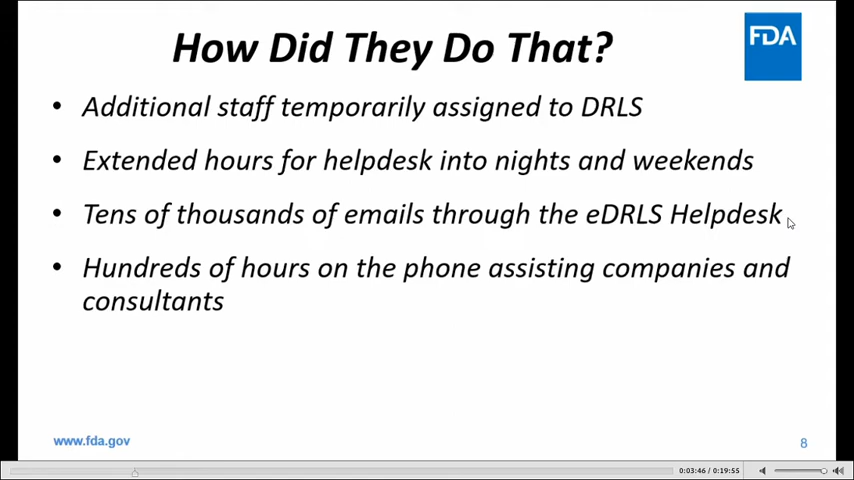 How Did They Do That?
FDA
• Additional staff temporarily assigned to DRLS
• Extended hours for helpdesk into nights and weekends
• Tens of thousands of emails through the eDRLS Helpdesk
• Hundreds of hours on the phone assisting companies and
consultants
www.fda.gov
8
0:03:46 / 0:19:55